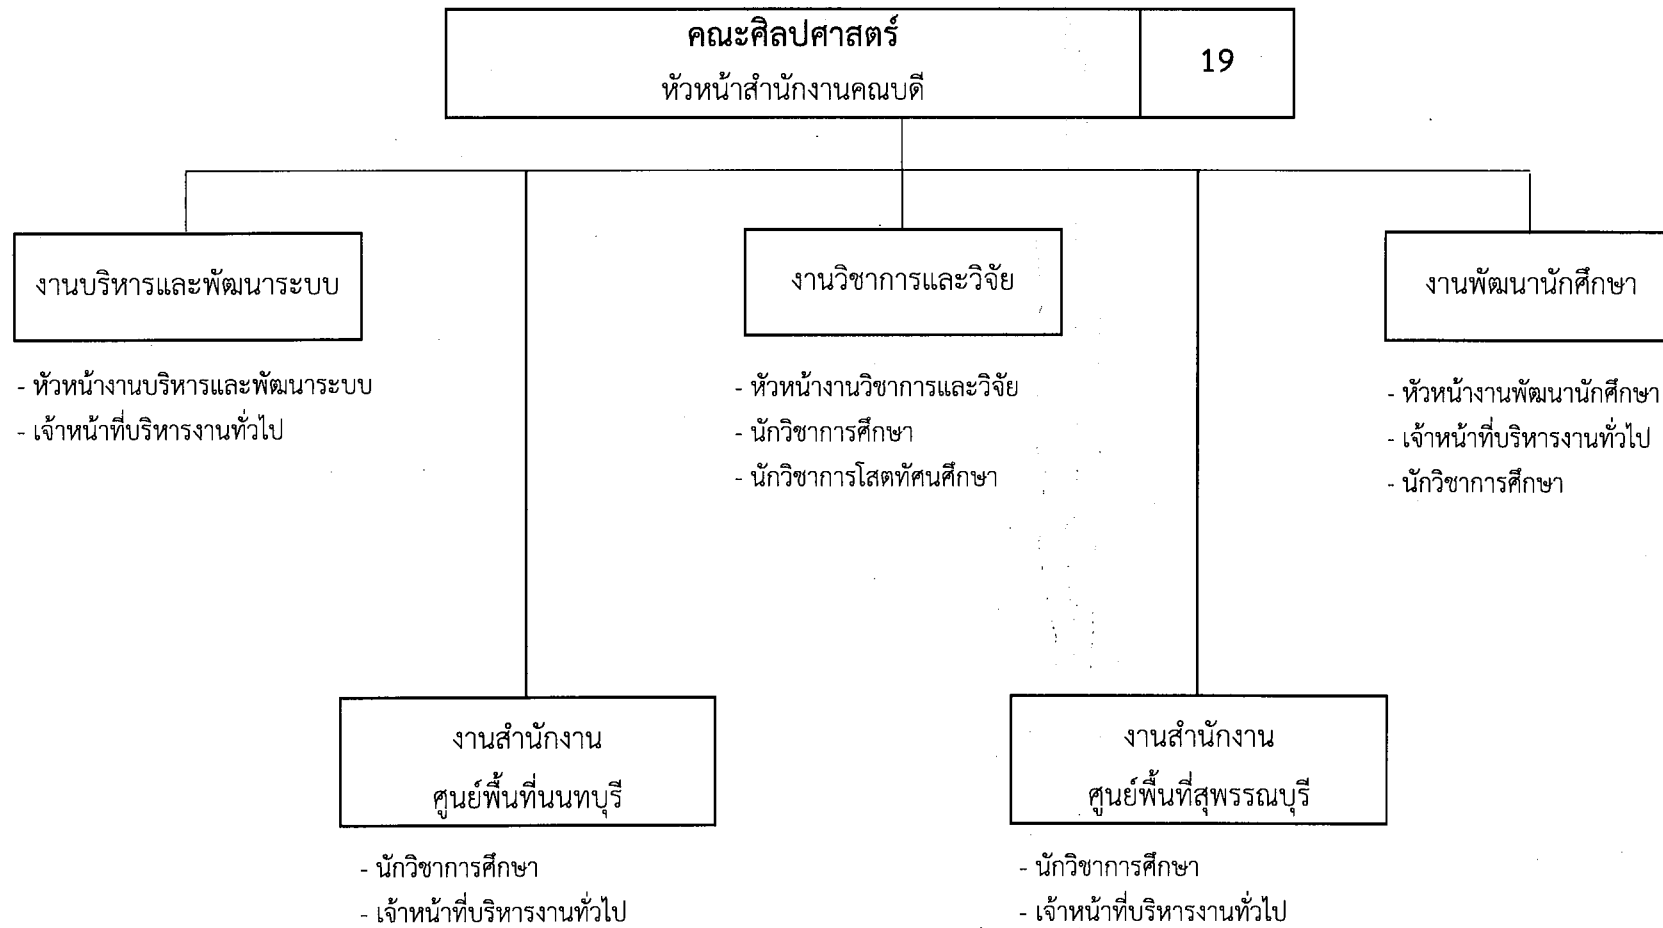 คณะศิลปศาสตร์
หัวหน้าสำนักงานคณบดี
19
งานบริหารและพัฒนาระบบ
- หัวหน้างานบริหารและพัฒนาระบบ
- เจ้าหน้าที่บริหารงานทั่วไป
งานวิชาการและวิจัย
- หัวหน้างานวิชาการและวิจัย
- นักวิชาการศึกษา
- นักวิชาการโสตทัศนศึกษา
งานพัฒนานักศึกษา
- หัวหน้างานพัฒนานักศึกษา
- เจ้าหน้าที่บริหารงานทั่วไป
- นักวิชาการศึกษา
งานสำนักงาน
ศูนย์พื้นที่นนทบุรี
- นักวิชาการศึกษา
- เจ้าหน้าที่บริหารงานทั่วไป
งานสำนักงาน
ศูนย์พื้นที่สุพรรณบุรี
- นักวิชาการศึกษา
- เจ้าหน้าที่บริหารงานทั่วไป